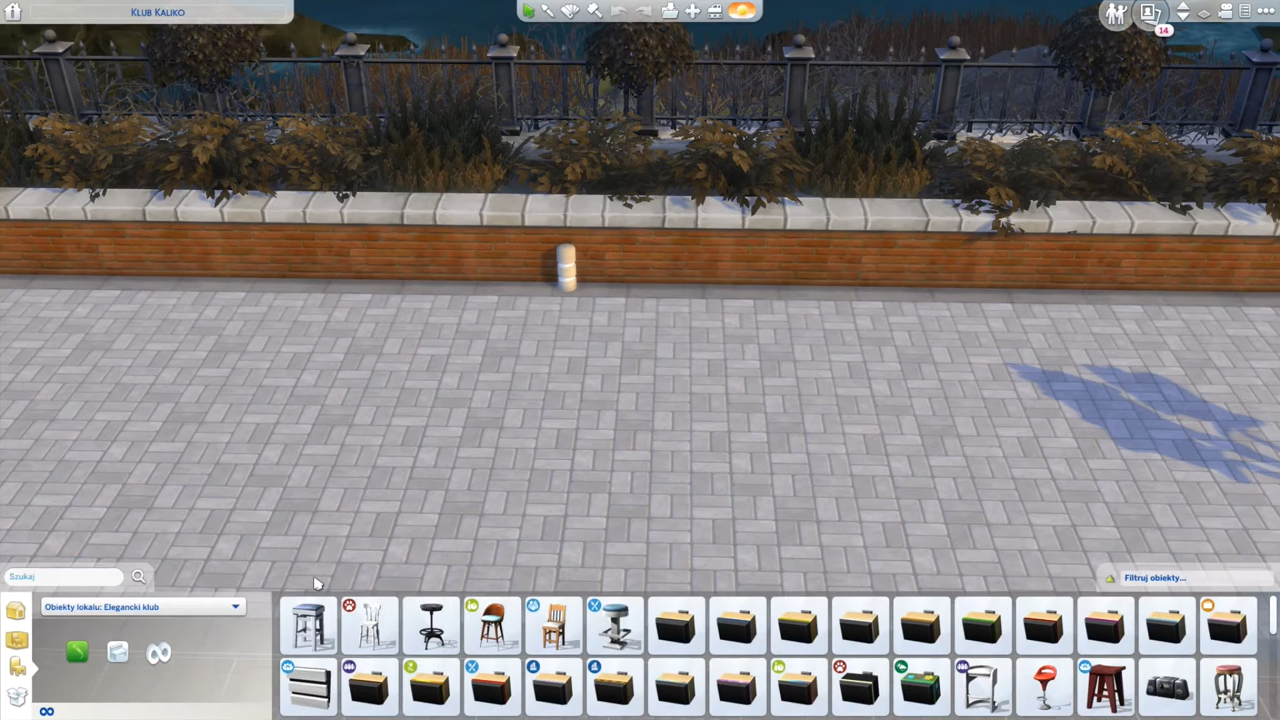 KLUB KALIKO
14
Szukaj
Filtruj obiekty...
Obiekty lokalu: Elegancki klub